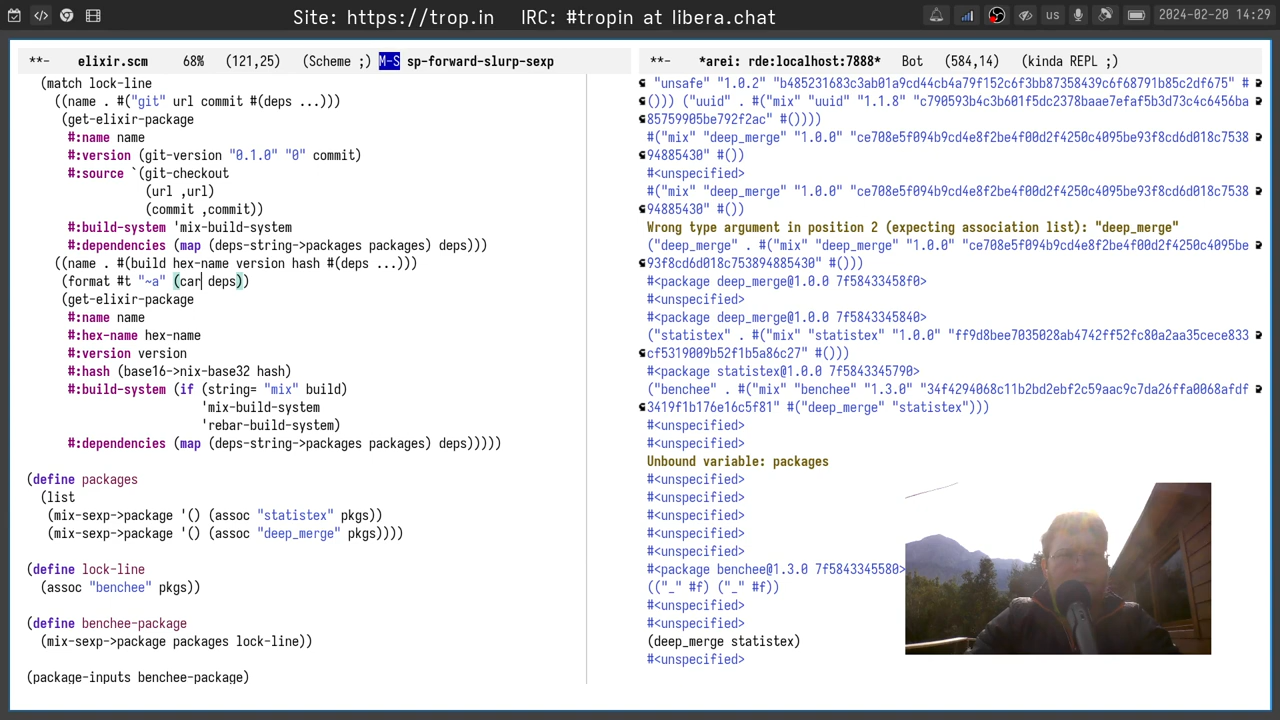 Site: https://trop.in IRC: #tropin at libera.chat
us 2024-02-20 14:29
**- elixir.scm 68% (121,25) (Scheme ;) M-S sp-forward-slurp-sexp
(match lock-line
((name . #("git" url commit #(deps ...)))
(get-elixir-package
#:name name
#:version (git-version "0.1.0" "0" commit)
#:source `(git-checkout
(url ,url)
(commit ,commit))
#:build-system 'mix-build-system
#:dependencies (map (deps-string->packages packages) deps)))
((name . #(build hex-name version hash #(deps ...)))
(format #t "~a" (car deps))
(get-elixir-package
#:name name
#:hex-name hex-name
#:version version
#:hash (base16->nix-base32 hash)
#:build-system (if (string= "mix" build)
'mix-build-system
'rebar-build-system)
#:dependencies (map (deps-string->packages packages) deps)))))
(define packages
(list
(mix-sexp->package '() (assoc "statistex" pkgs))
(mix-sexp->package '() (assoc "deep_merge" pkgs))))
(define lock-line
(assoc "benchee" pkgs))
(define benchee-package
(mix-sexp->package packages lock-line))
(package-inputs benchee-package)
**- *arei: rde:localhost:7888* Bot (584,14) (kinda REPL ;)
"unsafe" "1.0.2" "b485231683c3ab01a9cd44cb4a79f152c6f3bb87358439c6f68791b85c2df675" #
())) ("uuid" . #("mix" "uuid" "1.1.8" "c790593b4c3b601f5dc2378baae7efaf5b3d73c4c6456ba
85759905be792f2ac" #())))
#("mix" "deep_merge" "1.0.0" "ce708e5f094b9cd4e8f2be4f00d2f4250c4095be93f8cd6d018c7538
94885430" #())
#<unspecified>
#("mix" "deep_merge" "1.0.0" "ce708e5f094b9cd4e8f2be4f00d2f4250c4095be93f8cd6d018c7538
94885430" #())
Wrong type argument in position 2 (expecting association list): "deep_merge"
("deep_merge" . #("mix" "deep_merge" "1.0.0" "ce708e5f094b9cd4e8f2be4f00d2f4250c4095be
93f8cd6d018c753894885430" #()))
#<package deep_merge@1.0.0 7f58433458f0>
#<unspecified>
#<package deep_merge@1.0.0 7f5843345840>
("statistex" . #("mix" "statistex" "1.0.0" "ff9d8bee7035028ab4742ff52fc80a2aa35cece833
cf5319009b52f1b5a86c27" #()))
#<package statistex@1.0.0 7f5843345790>
("benchee" . #("mix" "benchee" "1.3.0" "34f4294068c11b2bd2ebf2c59aac9c7da26ffa0068afdf
3419f1b176e16c5f81" #("deep_merge" "statistex")))
#<unspecified>
#<unspecified>
Unbound variable: packages
#<unspecified>
#<unspecified>
#<unspecified>
#<unspecified>
#<unspecified>
#<package benchee@1.3.0 7f5843345580>
(("_" #f) ("_" #f))
#<unspecified>
#<unspecified>
(deep_merge statistex)
#<unspecified>